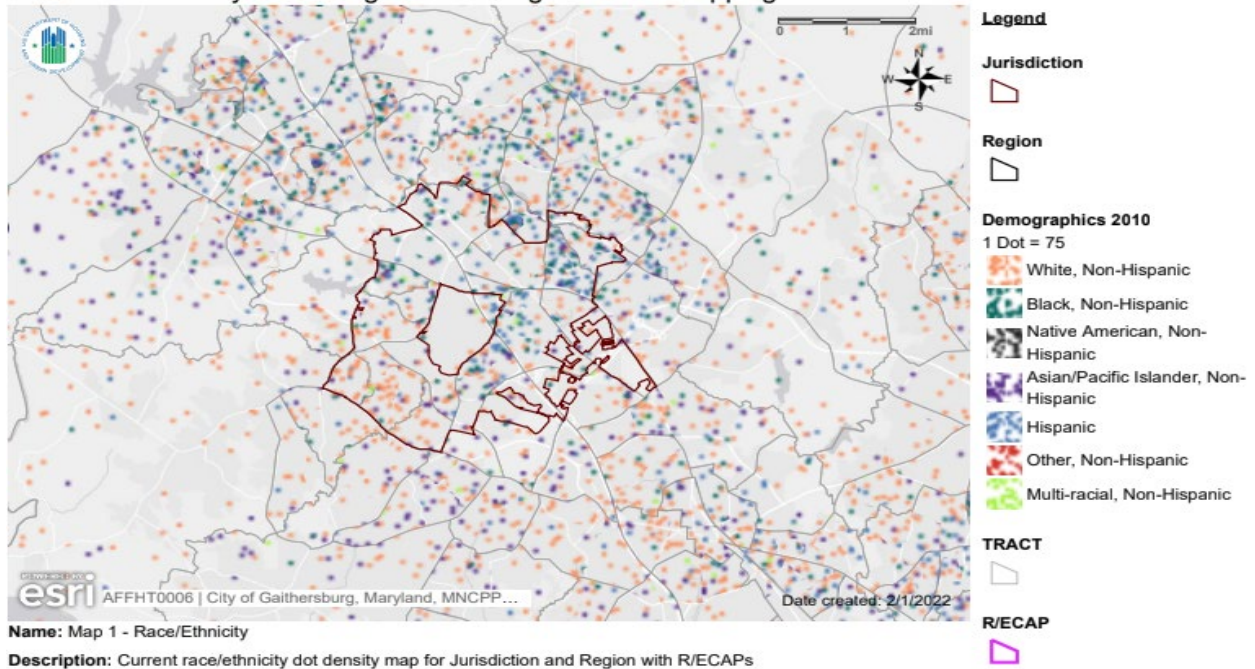 0 1 2mi
N
W E
S
Legend
Jurisdiction
Region
Demographics 2010
1 Dot = 75
White, Non-Hispanic
Black, Non-Hispanic
Native American, Non-
Hispanic
Asian/Pacific Islander, Non-
Hispanic
Hispanic
Other, Non-Hispanic
Multi-racial, Non-Hispanic
TRACT
R/ECAP
esri AFFHT0006 | City of Gaithersburg, Maryland, MNCPP...
Date created: 2/1/2022
Name: Map 1 - Race/Ethnicity
Description: Current race/ethnicity dot density map for Jurisdiction and Region with R/ECAPs